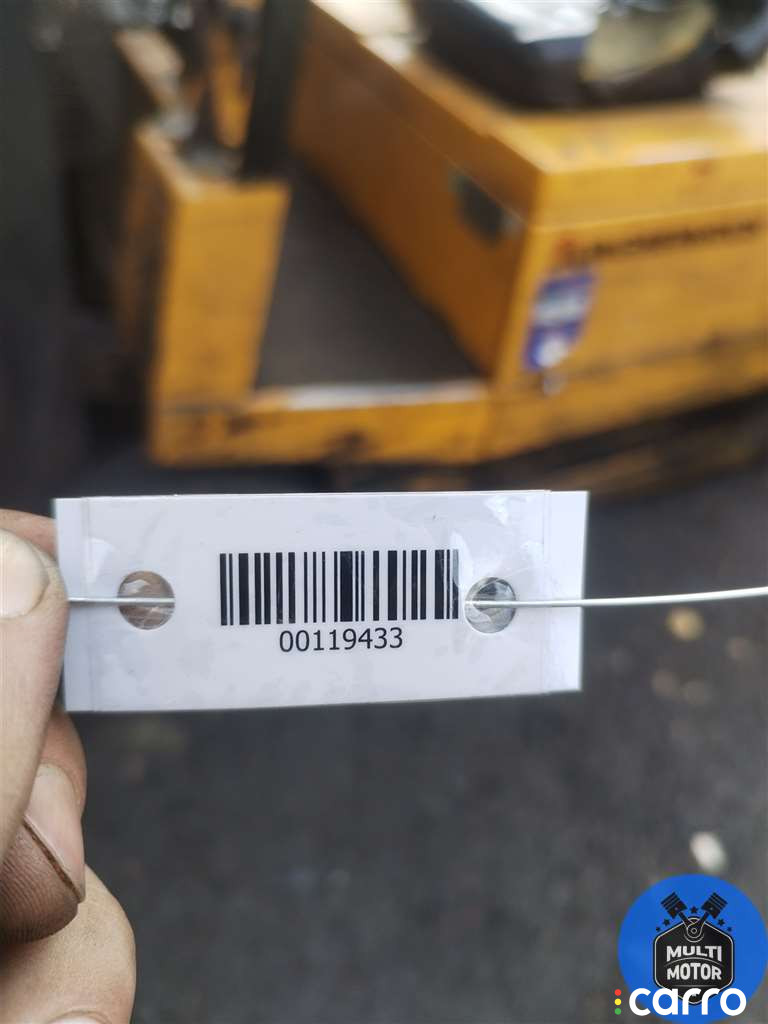 00119433
MULTI
MOTOR
carro